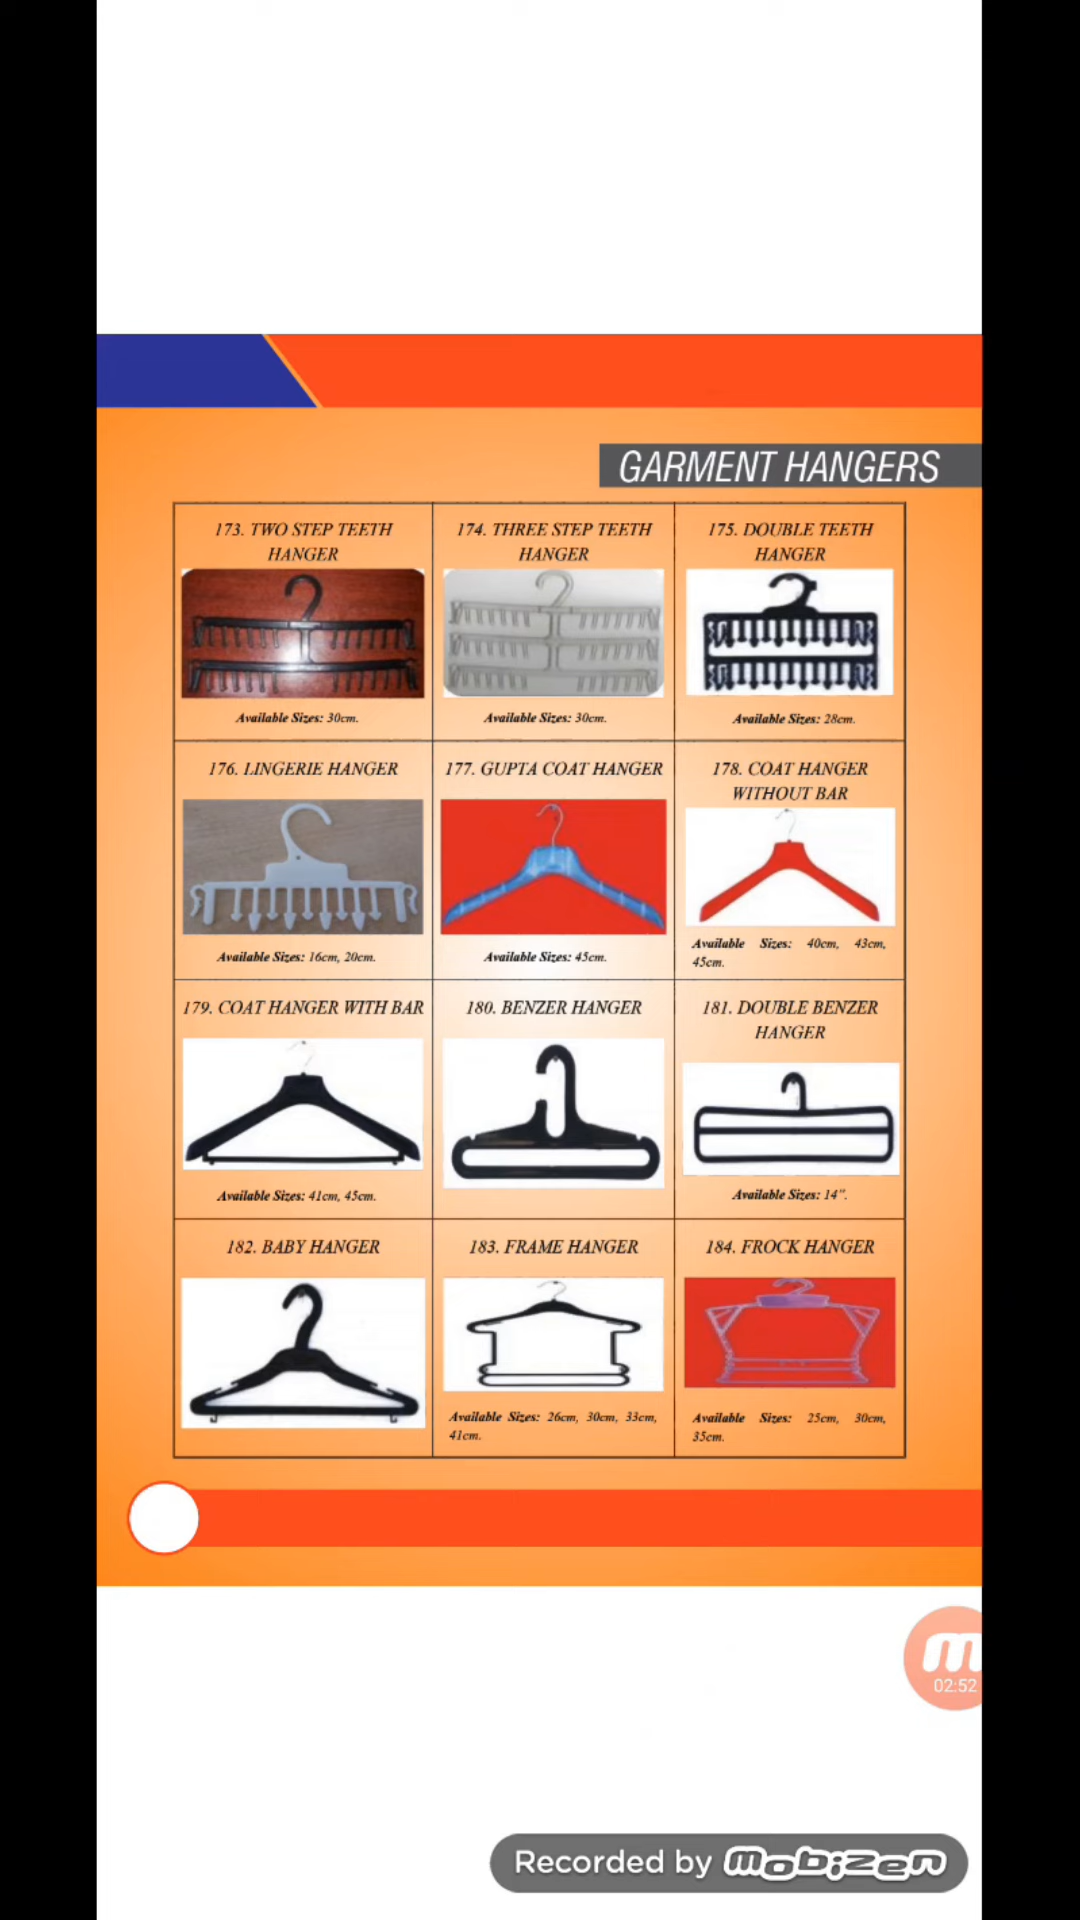 GARMENT HANGERS
173. TWO STEP TEETH
HANGER
Available Sizes: 30cm.
174. THREE STEP TEETH
HANGER
Available Sizes: 30cm.
175. DOUBLE TEETH
HANGER
Available Sizes: 28cm.
176. LINGERIE HANGER
Available Sizes: 16cm, 20cm.
177. GUPTA COAT HANGER
Available Sizes: 45cm.
178. COAT HANGER
WITHOUT BAR
Available Sizes: 40cm, 43cm,
45cm.
179. COAT HANGER WITH BAR
Available Sizes: 41cm, 45cm.
180. BENZER HANGER
181. DOUBLE BENZER
HANGER
Available Sizes: 14".
182. BABY HANGER
183. FRAME HANGER
Available Sizes: 26cm, 30cm, 33cm,
41cm.
184. FROCK HANGER
Available Sizes: 25cm, 30cm,
35cm.
m
02:52
Recorded by mobizen